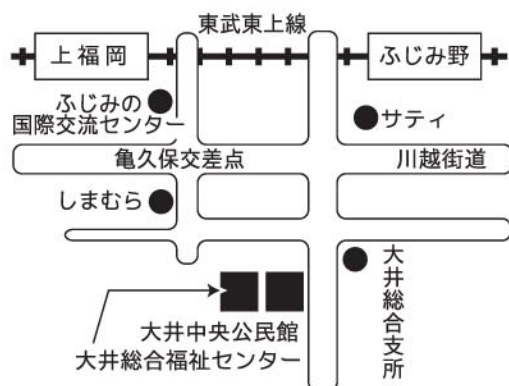 東武東上線
上福岡
ふじみ野
ふじみの
国際交流センター
サティ
亀久保交差点
川越街道
しまむら
大井総合支所
大井中央公民館
大井総合福祉センター